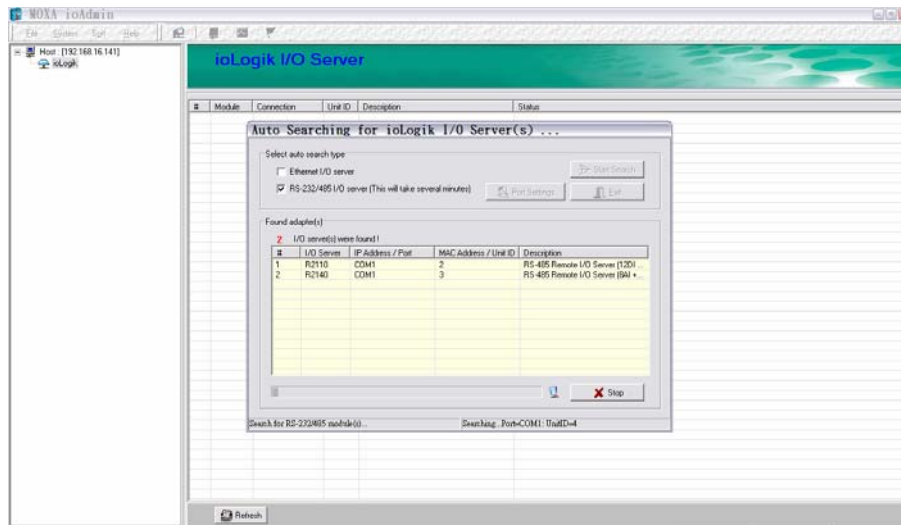 MOXA ioAdmin
File System Sort Help
Host : [192.168.16.141]
ioLogik
ioLogik I/O Server
# Module Connection Unit ID Description Status
Auto Searching for ioLogik I/O Server(s) ...
Select auto search type
Ethernet I/O server
Start Search
RS-232/485 I/O server (This will take several minutes)
Port Settings
Exit
Found adapter(s)
2 I/O server(s) were found !
# I/O Server IP Address / Port MAC Address / Unit ID Description
1 R2110 COM1 2 RS-485 Remote I/O Server (12DI ...
2 R2140 COM1 3 RS-485 Remote I/O Server (8AI +...
Stop
Search for RS-232/485 module(s)... Searching...Port=COM1: UnitID=4
Refresh